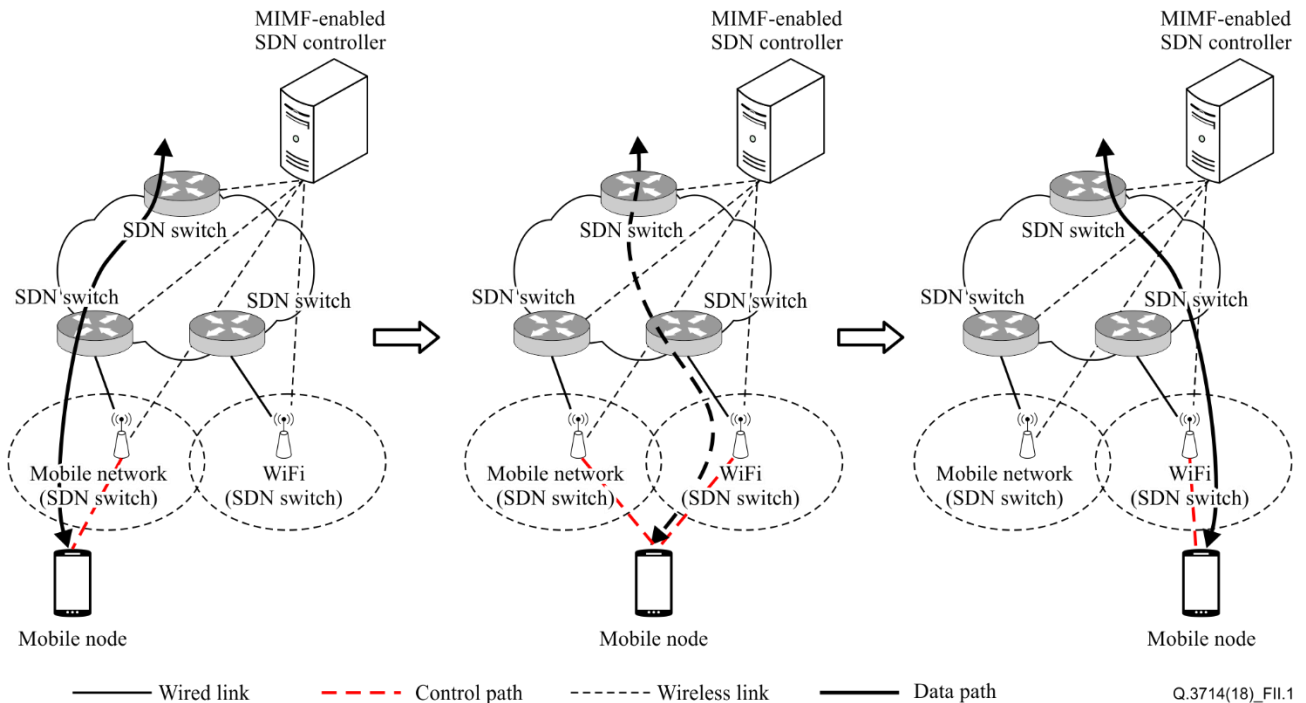 MIMF-enabled
SDN controller
SDN switch
SDN switch
SDN switch
Mobile network
(SDN switch)
WiFi
(SDN switch)
Mobile node
MIMF-enabled
SDN controller
SDN switch
SDN switch
SDN switch
Mobile network
(SDN switch)
WiFi
(SDN switch)
Mobile node
MIMF-enabled
SDN controller
SDN switch
SDN switch
SDN switch
Mobile network
(SDN switch)
WiFi
(SDN switch)
Mobile node
Wired link
Control path
Wireless link
Data path
Q.3714(18)_FII.1